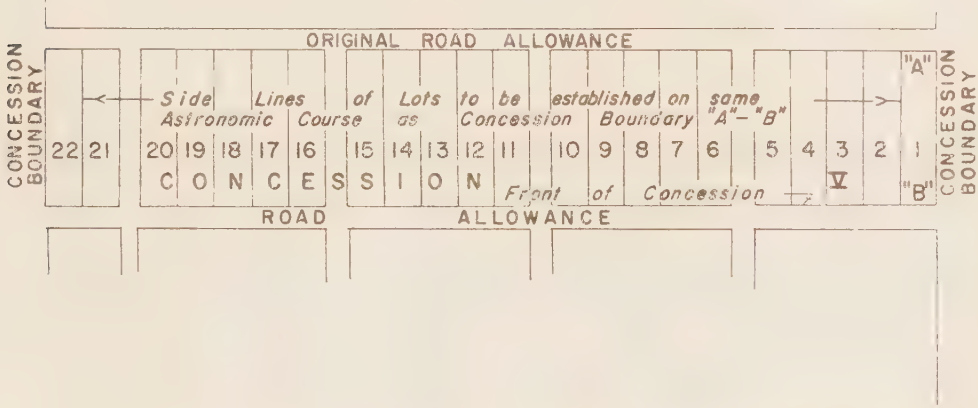 ORIGINAL ROAD ALLOWANCE
CONCESSION BOUNDARY
"A"
CONCESSION BOUNDARY
Side Lines of Lots to be established on same
Astronomic Course as Concession Boundary "A"-"B"
22 21 20 19 18 17 16 15 14 13 12 11 10 9 8 7 6 5 4 3 2 1
CONCESSION V
Front of Concession
"B"
ROAD ALLOWANCE